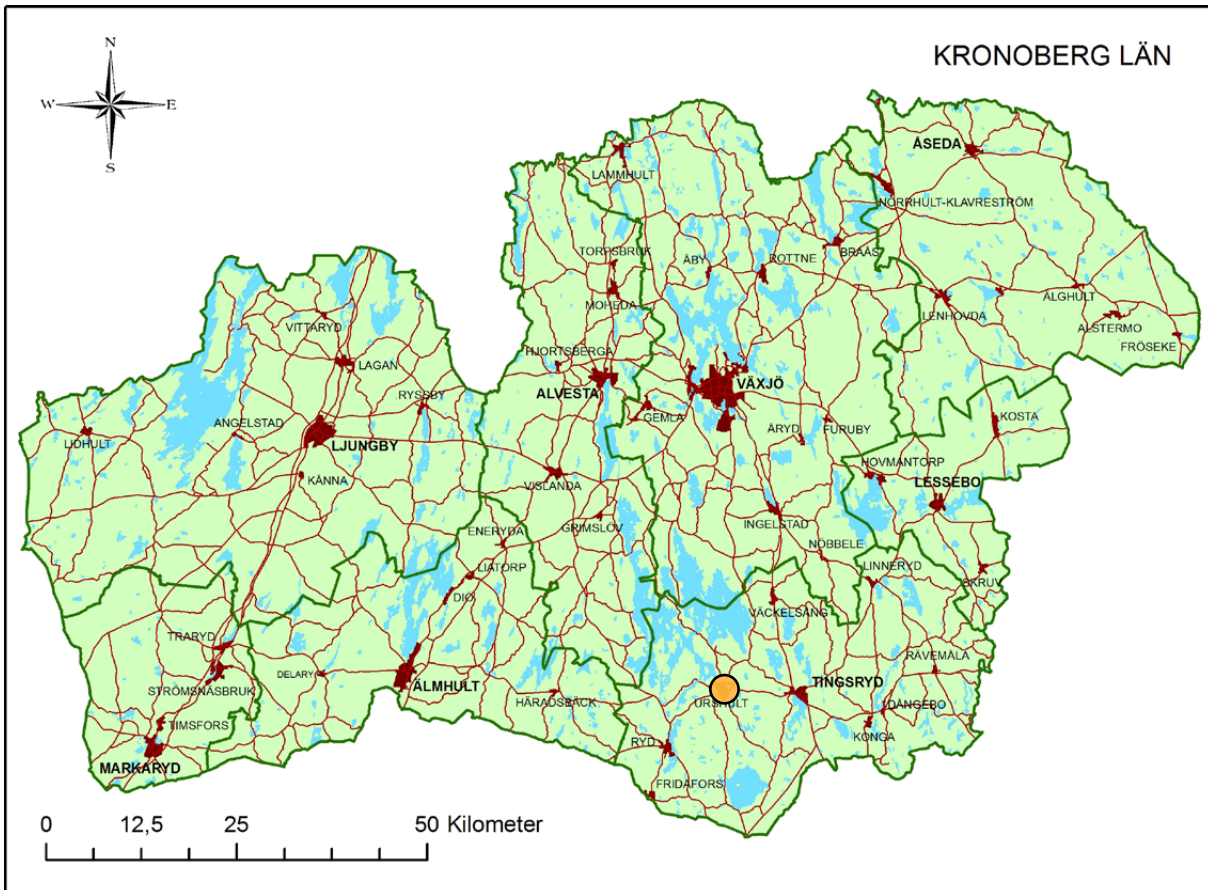 N
KRONOBERG LÄN
W
E
S
ÅSEDA
LAMMHULT
NORRHULT-KLAVRESTRÖM
TORPSBRUK
ÅBY
ROTTNE
BRAÅS
MOHEDA
ÄLGHULT
LENHOVDA
ALSTERMO
VITTARYD
FRÖSEKE
HJORTSBERGA
LAGAN
VÄXJÖ
ALVESTA
RYSSBY
GEMLA
KOSTA
ANGELSTAD
ÅRYD
FURUBY
LIDHULT
LJUNGBY
HOVMANTORP
KÅNNA
VISLANDA
LESSEBO
INGELSTAD
GRIMSLÖV
ENERYDA
NÖBBELE
LIATORP
LINNERYD
SKRUV
DIÖ
VÄCKELSÅNG
TRARYD
RÄVEMÅLA
DELARY
TINGSRYD
ÄLMHULT
STRÖMSNÄSBRUK
HÄRADSBÄCK
URSHULT
DÅNGEBO
TIMSFORS
KONGA
RYD
MARKARYD
FRIDAFORS
0 12,5 25 50 Kilometer